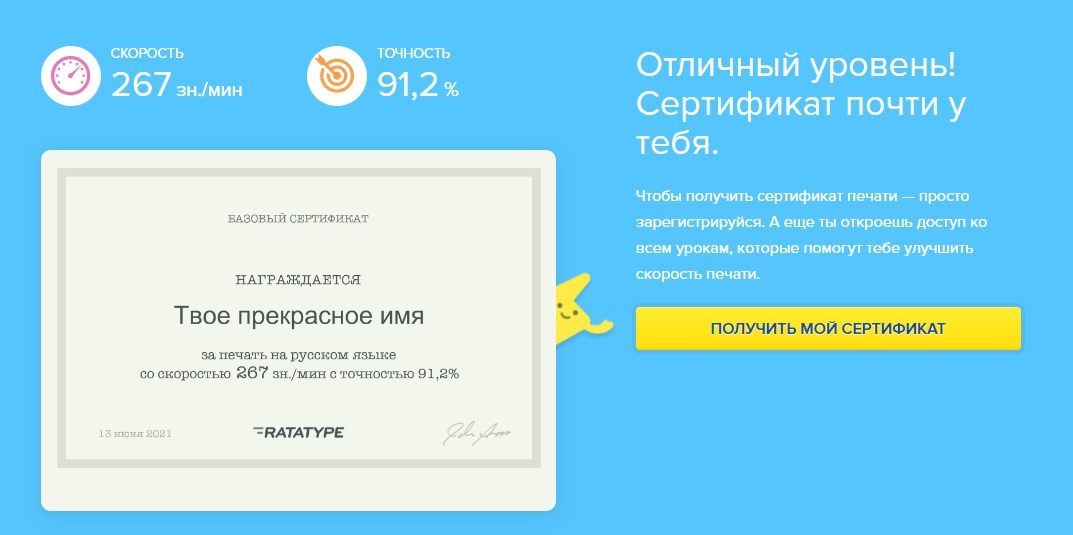 СКОРОСТЬ
267 зн./мин
ТОЧНОСТЬ
91,2 %
БАЗОВЫЙ СЕРТИФИКАТ
НАГРАЖДАЕТСЯ
Твое прекрасное имя
за печать на русском языке
со скоростью 267 зн./мин с точностью 91,2%
13 июня 2021
RATATYPE
Отличный уровень!
Сертификат почти у
тебя.
Чтобы получить сертификат печати — просто
зарегистрируйся. А еще ты откроешь доступ ко
всем урокам, которые помогут тебе улучшить
скорость печати.
ПОЛУЧИТЬ МОЙ СЕРТИФИКАТ